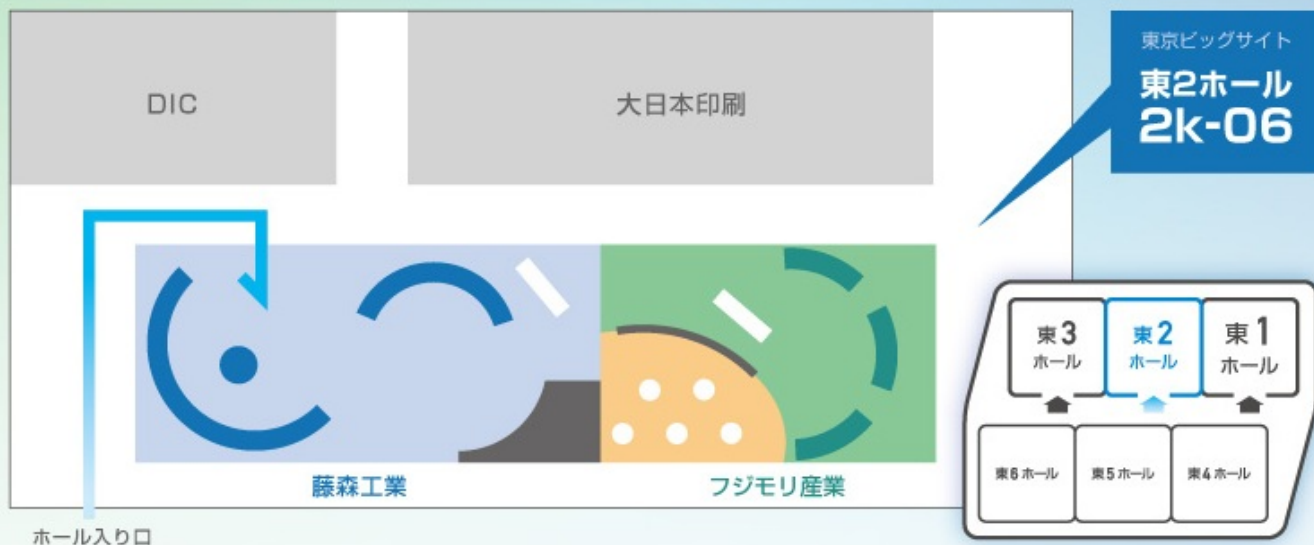 DIC
大日本印刷
東京ビッグサイト
東2ホール
2k-06
藤森工業
フジモリ産業
ホール入り口
東3
ホール
東2
ホール
東1
ホール
東6ホール
東5ホール
東4ホール